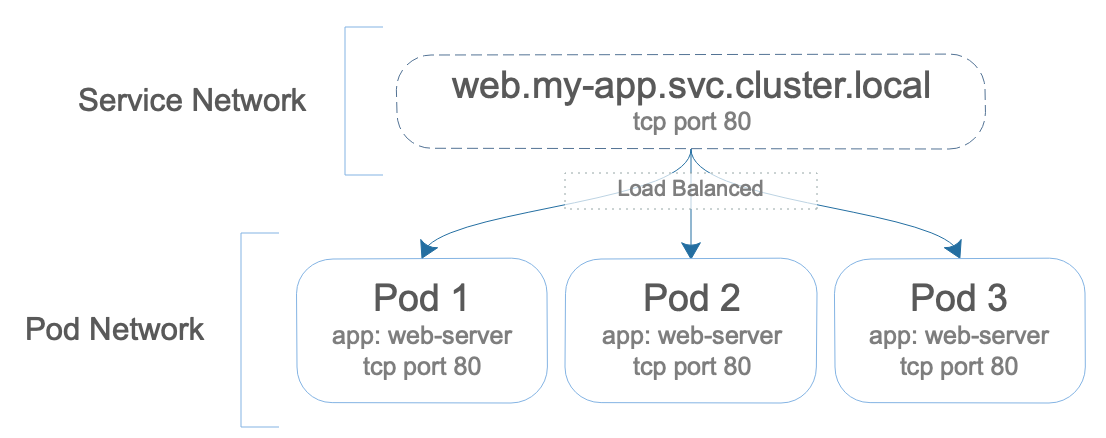 Service Network
web.my-app.svc.cluster.local
tcp port 80
Load Balanced
Pod Network
Pod 1
app: web-server
tcp port 80
Pod 2
app: web-server
tcp port 80
Pod 3
app: web-server
tcp port 80